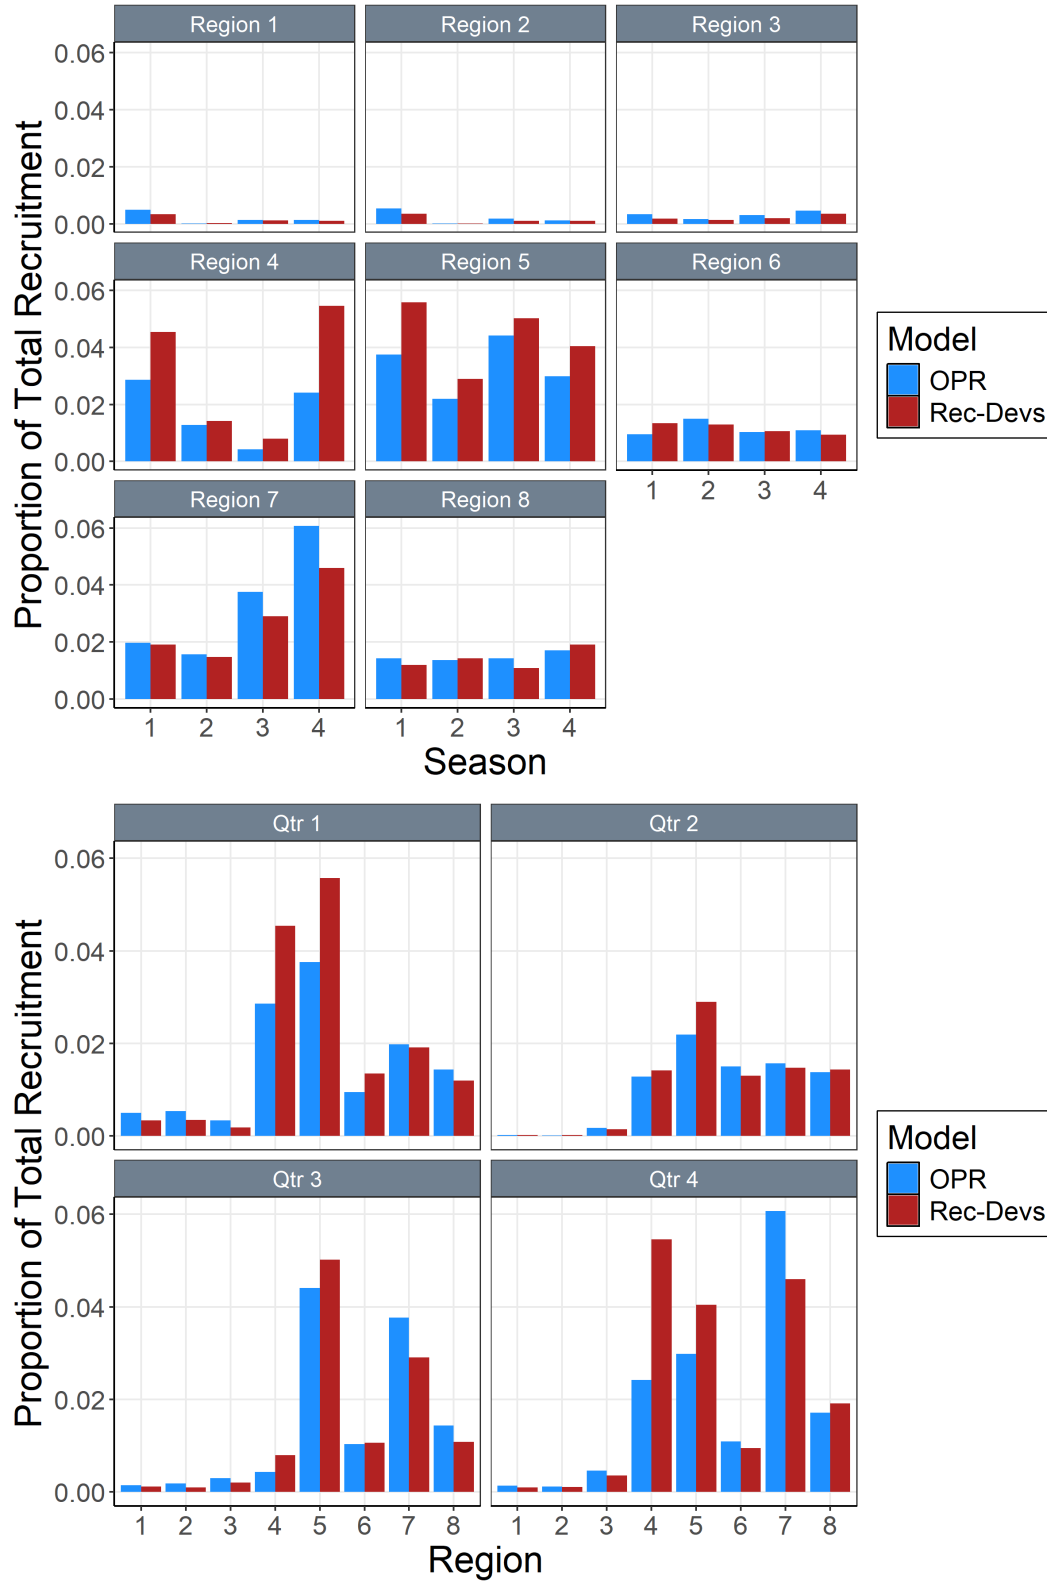 Region 1 Region 2 Region 3
0.06
0.04
0.02
0.00
Region 4 Region 5 Region 6
0.06
0.04
0.02
0.00
1 2 3 4
Region 7 Region 8
0.06
0.04
0.02
0.00
1 2 3 4 1 2 3 4
Season
Proportion of Total Recruitment
Model
OPR
Rec-Devs
Qtr 1 Qtr 2
0.06
0.04
0.02
0.00
Qtr 3 Qtr 4
0.06
0.04
0.02
0.00
1 2 3 4 5 6 7 8 1 2 3 4 5 6 7 8
Region
Proportion of Total Recruitment
Model
OPR
Rec-Devs